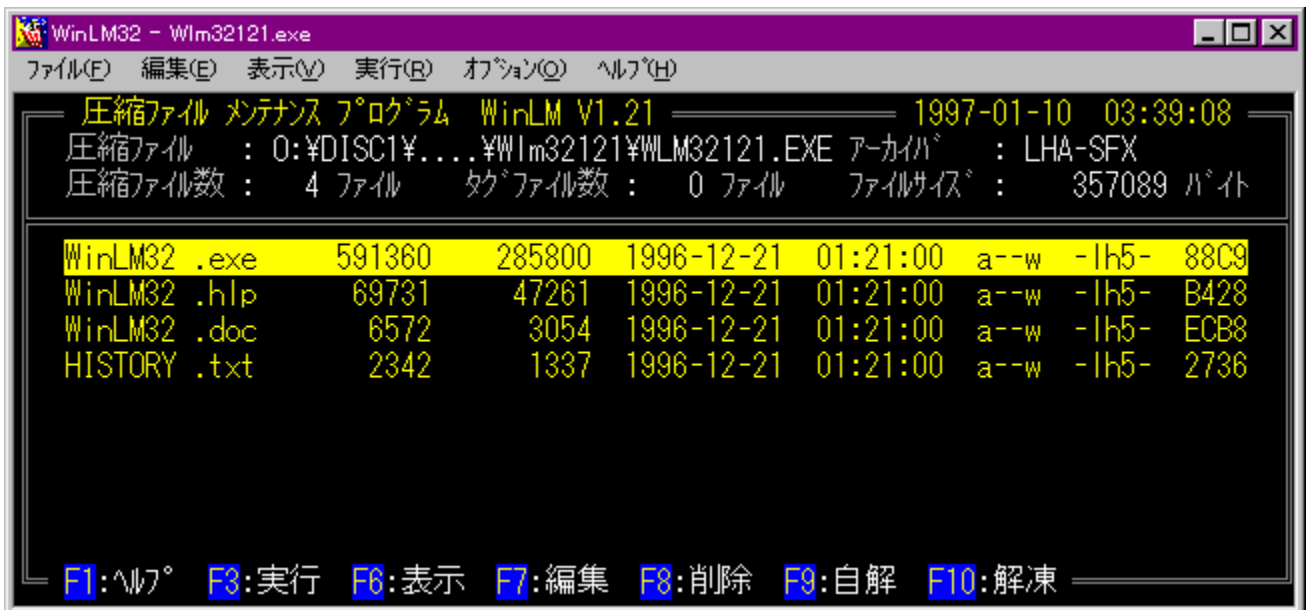 WinLM32 - Wlm32121.exe
ﾌｧｲﾙ(F) 編集(E) 表示(V) 実行(R) ｵﾌﾟｼｮﾝ(O) ﾍﾙﾌﾟ(H)
圧縮ﾌｧｲﾙ ﾒﾝﾃﾅﾝｽ ﾌﾟﾛｸﾞﾗﾑ WinLM V1.21 1997-01-10 03:39:08
圧縮ﾌｧｲﾙ : O:¥DISC1¥....¥Wlm32121¥WLM32121.EXE ｱｰｶｲﾊﾞ : LHA-SFX
圧縮ﾌｧｲﾙ数 : 4 ﾌｧｲﾙ ﾀｸﾞﾌｧｲﾙ数 : 0 ﾌｧｲﾙ ﾌｧｲﾙｻｲｽﾞ : 357089 ﾊﾞｲﾄ
WinLM32 .exe 591360 285800 1996-12-21 01:21:00 a--w -lh5- 88C9
WinLM32 .hlp 69731 47261 1996-12-21 01:21:00 a--w -lh5- B428
WinLM32 .doc 6572 3054 1996-12-21 01:21:00 a--w -lh5- ECB8
HISTORY .txt 2342 1337 1996-12-21 01:21:00 a--w -lh5- 2736
F1:ﾍﾙﾌﾟ F3:実行 F6:表示 F7:編集 F8:削除 F9:自解 F10:解凍